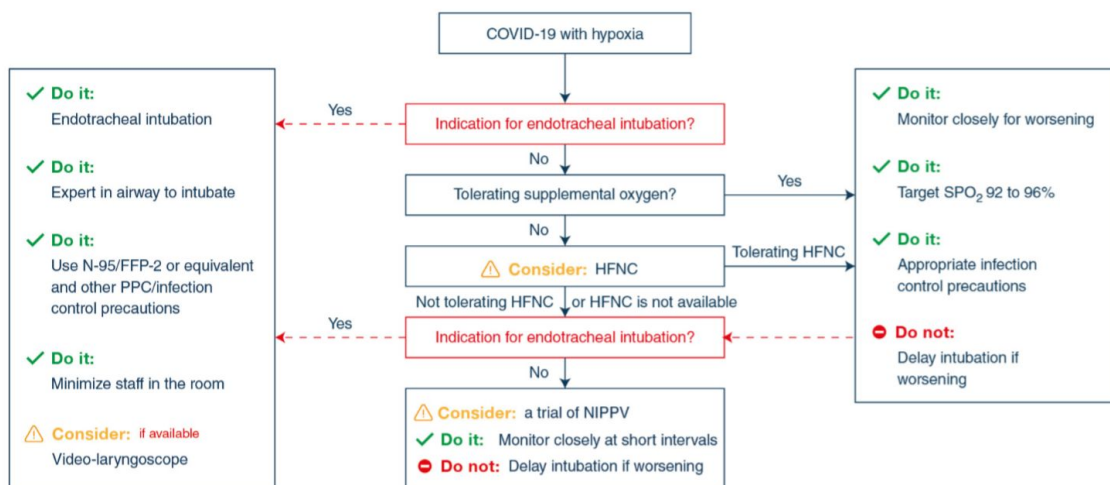 COVID-19 with hypoxia
Indication for endotracheal intubation?
Yes
No
Tolerating supplemental oxygen?
Yes
No
Consider: HFNC
Tolerating HFNC
Not tolerating HFNC or HFNC is not available
Indication for endotracheal intubation?
Yes
No
Consider: a trial of NIPPV
Do it: Monitor closely at short intervals
Do not: Delay intubation if worsening
Do it:
Endotracheal intubation
Do it:
Expert in airway to intubate
Do it:
Use N-95/FFP-2 or equivalent
and other PPC/infection
control precautions
Do it:
Minimize staff in the room
Consider: if available
Video-laryngoscope
Do it:
Monitor closely for worsening
Do it:
Target SPO₂ 92 to 96%
Do it:
Appropriate infection
control precautions
Do not:
Delay intubation if
worsening